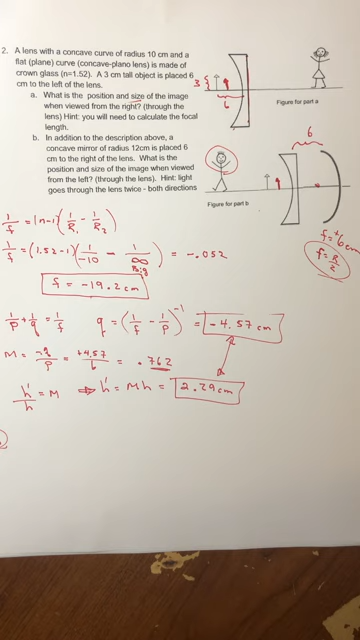 2. A lens with a concave curve of radius 10 cm and a
flat (plane) curve (concave-plano lens) is made of
crown glass (n=1.52). A 3 cm tall object is placed 6
cm to the left of the lens.
a. What is the position and size of the image
when viewed from the right? (through the
lens) Hint: you will need to calculate the focal
length.
b. In addition to the description above, a
concave mirror of radius 12cm is placed 6
cm to the right of the lens. What is the
position and size of the image when viewed
from the left? (through the lens). Hint: light
goes through the lens twice - both directions
3
6
Figure for part a
6
Figure for part b
f = +6 cm
f = R/2
1/f = (n-1)(1/R₁ - 1/R₂)
1/f = (1.52-1)(1/-10 - 1/∞) = -.052
Big
f = -19.2 cm
1/p + 1/q = 1/f q = (1/f - 1/p)⁻¹ = -4.57 cm
M = -q/p = +4.57/6 = .762
h'/h = M ⇒ h' = Mh = 2.29 cm